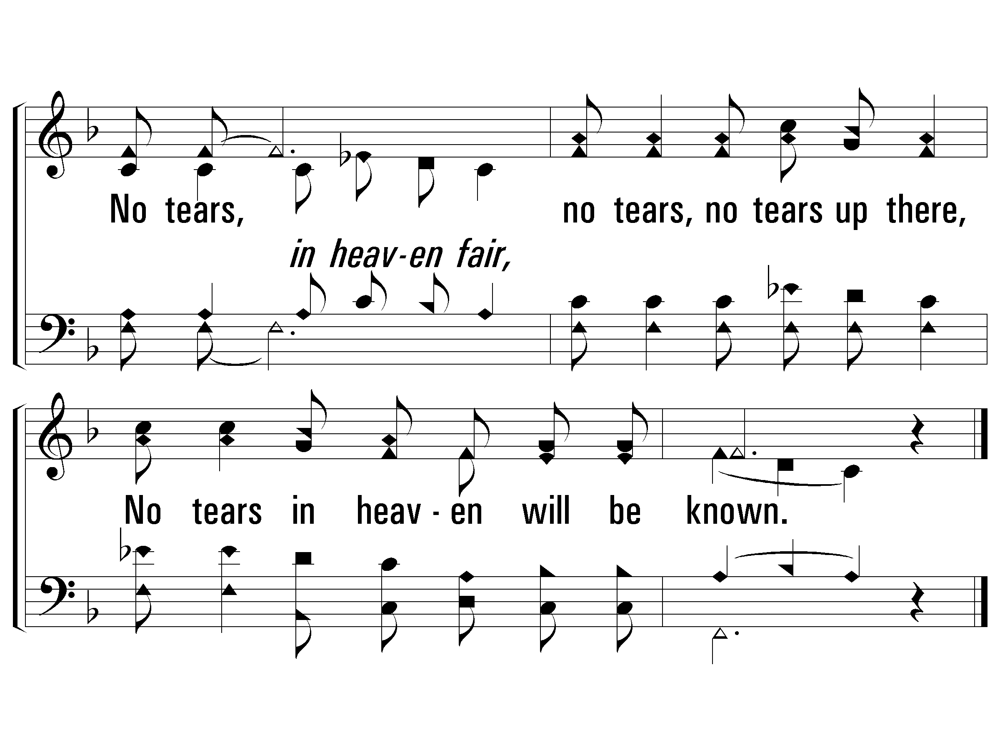 No tears, no tears, no tears up there,
in heav-en fair,
No tears in heav - en will be known.